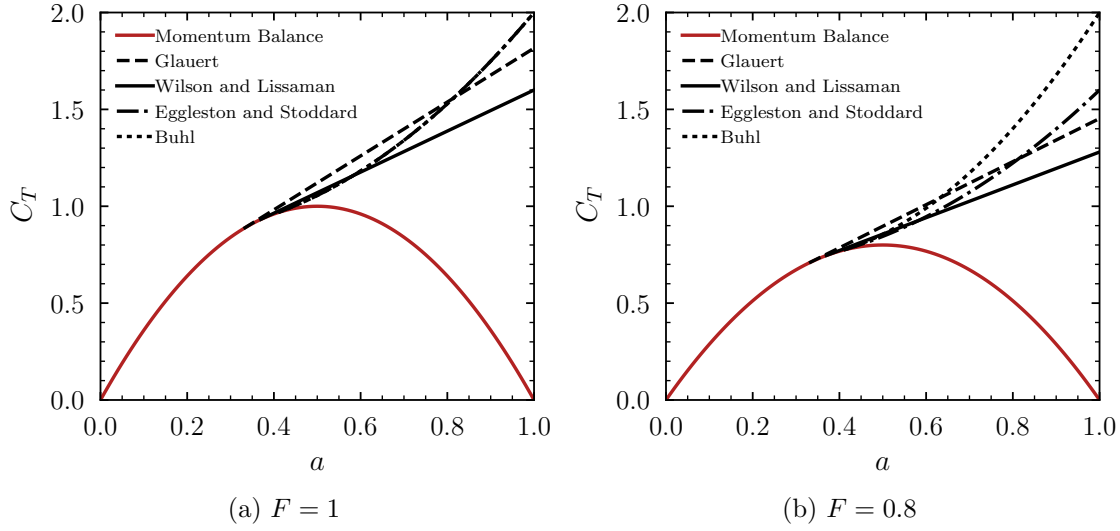 2.0
1.5
1.0
0.5
0.0
C_T
Momentum Balance
Glauert
Wilson and Lissaman
Eggleston and Stoddard
Buhl
0.0 0.2 0.4 0.6 0.8 1.0
a
(a) F = 1
2.0
1.5
1.0
0.5
0.0
C_T
Momentum Balance
Glauert
Wilson and Lissaman
Eggleston and Stoddard
Buhl
0.0 0.2 0.4 0.6 0.8 1.0
a
(b) F = 0.8